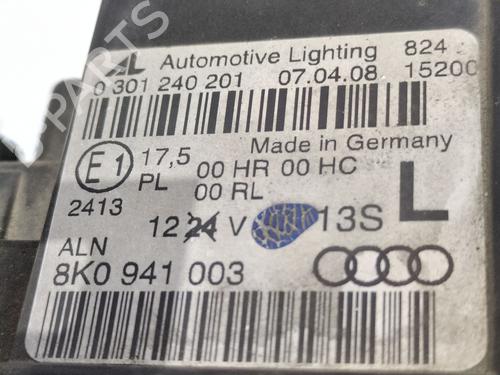 AL Automotive Lighting 824
0 301 240 201 07.04.08 15200
Made in Germany
E1 17,5 00 HR 00 HC
PL 00 RL
2413 12 24 V 13S L
ALN
8K0 941 003